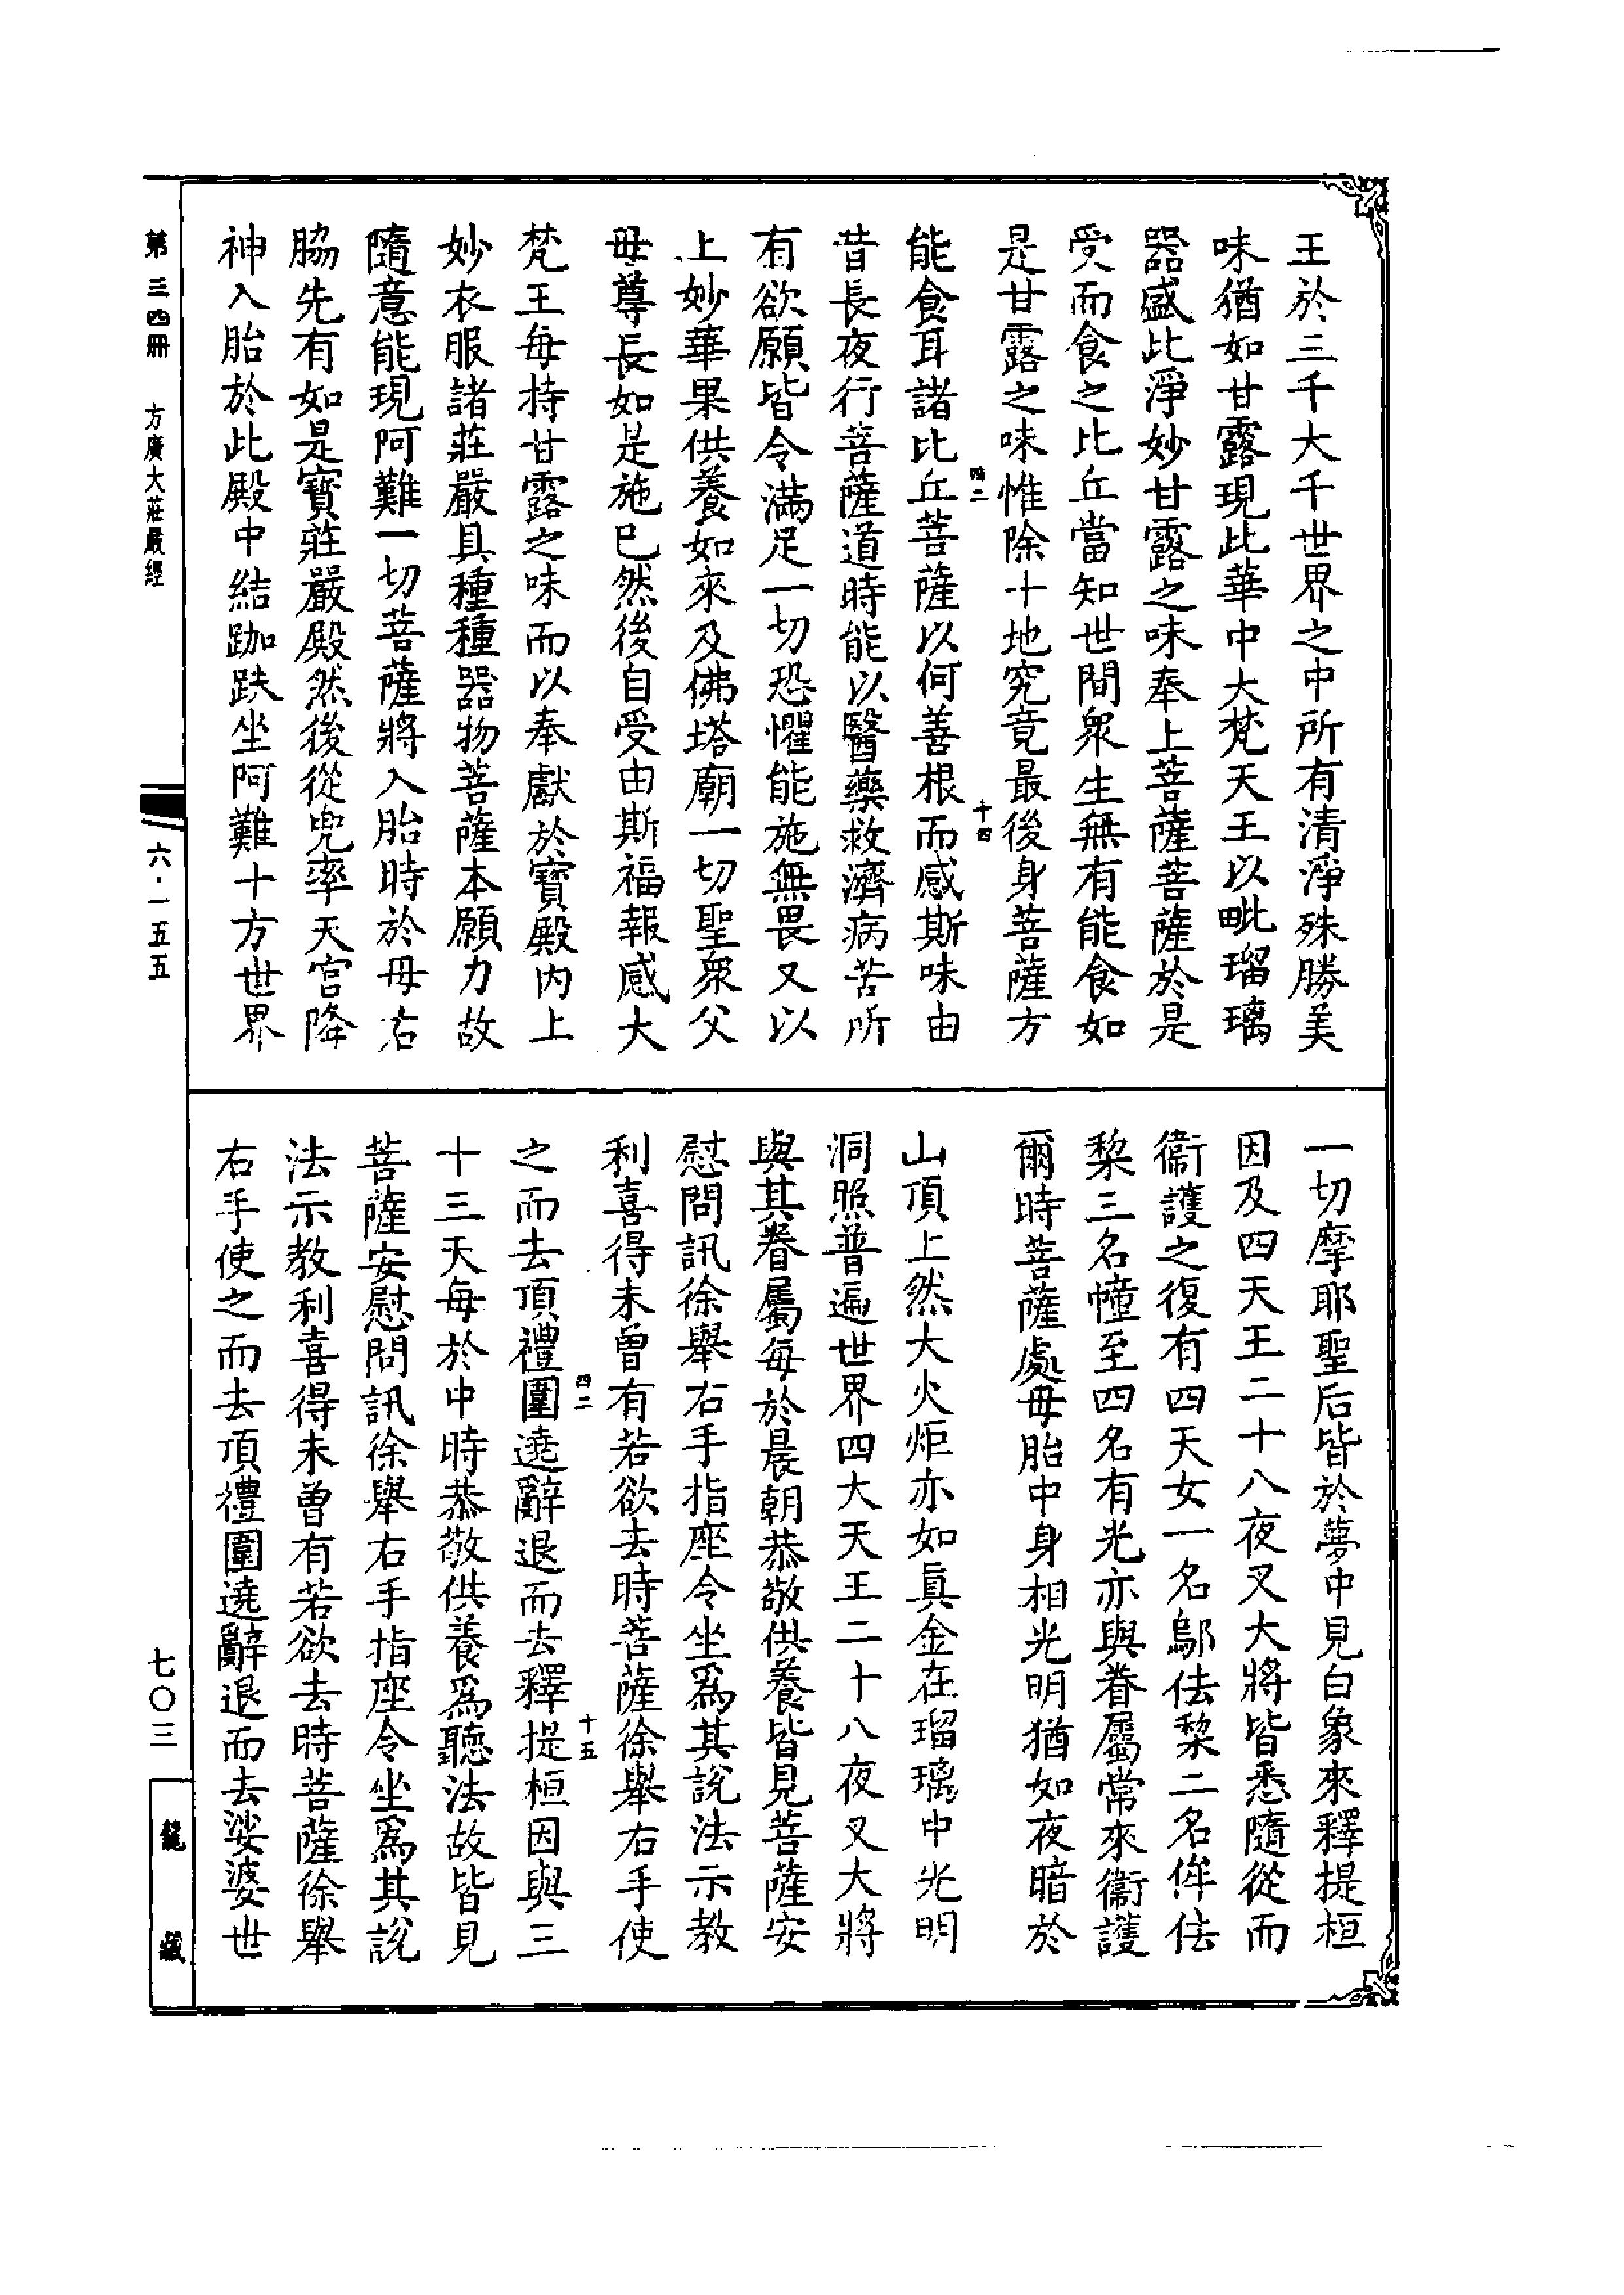 王於三千大千世界之中所有清淨殊勝美
味猶如甘露現此華中大梵天王以毗瑠璃
器盛此淨妙甘露之味奉上菩薩菩薩於是
受而食之比丘當知世間衆生無有能食如
是甘露之味惟除十地究竟最後身菩薩方
能食耳諸比丘菩薩以何善根而感斯味由
昔長夜行菩薩道時能以醫藥救濟病苦所
有欲願皆令滿足一切恐懼能施無畏又以
上妙華果供養如來及佛塔廟一切聖衆父
母尊長如是施已然後自受由斯福報感大
梵王每持甘露之味而以奉獻於寶殿內上
妙衣服諸莊嚴具種種器物菩薩本願力故
隨意能現阿難一切菩薩將入胎時於母右
脇先有如是寶莊嚴殿然後從兜率天宮降
神入胎於此殿中結跏趺坐阿難十方世界
一切摩耶聖后皆於夢中見白象來釋提桓
因及四天王二十八夜叉大將皆悉隨從而
衞護之復有四天女一名鄔佉梨二名侔佉
梨三名幢至四名有光亦與眷屬常來衞護
爾時菩薩處母胎中身相光明猶如夜暗於
山頂上然大火炬亦如眞金在瑠璃中光明
洞照普遍世界四大天王二十八夜叉大將
與其眷屬每於晨朝恭敬供養皆見菩薩安
慰問訊徐舉右手指座令坐爲其說法示教
利喜得未曾有若欲去時菩薩徐舉右手使
之而去頂禮圍遶辭退而去釋提桓因與三
十三天每於中時恭敬供養爲聽法故皆見
菩薩安慰問訊徐舉右手指座令坐爲其說
法示教利喜得未曾有若欲去時菩薩徐舉
右手使之而去頂禮圍遶辭退而去娑婆世
四二
十四
四二
十五
第三四冊 方廣大莊嚴經
六·一五五
七〇三
龍藏